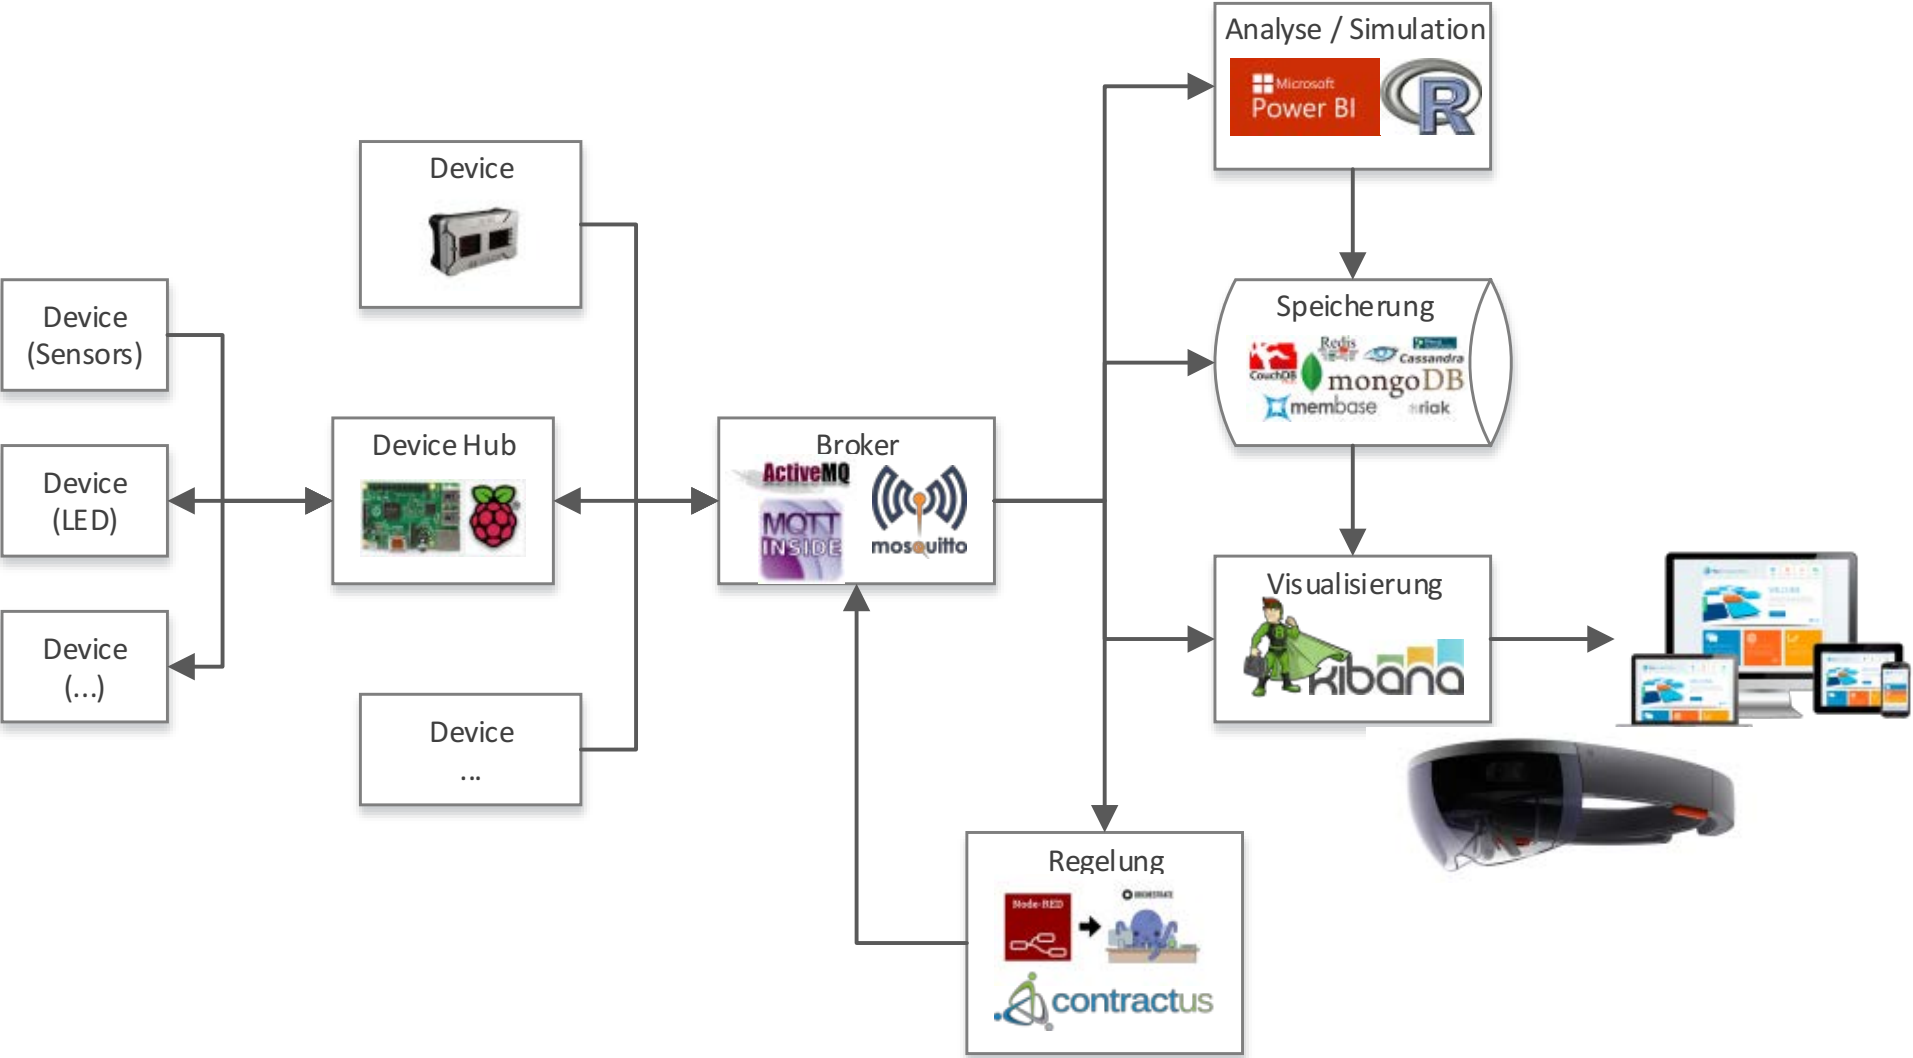 Analyse / Simulation
Microsoft
Power BI
R
Device
Device
(Sensors)
Speicherung
Redis
CouchDB
Cassandra
mongoDB
membase
riak
Device Hub
Broker
ActiveMQ
MQTT
INSIDE
mosquitto
Device
(LED)
Visualisierung
kibana
Device
(...)
Device
...
Regelung
Node-RED
ORCHESTRATE
contractus